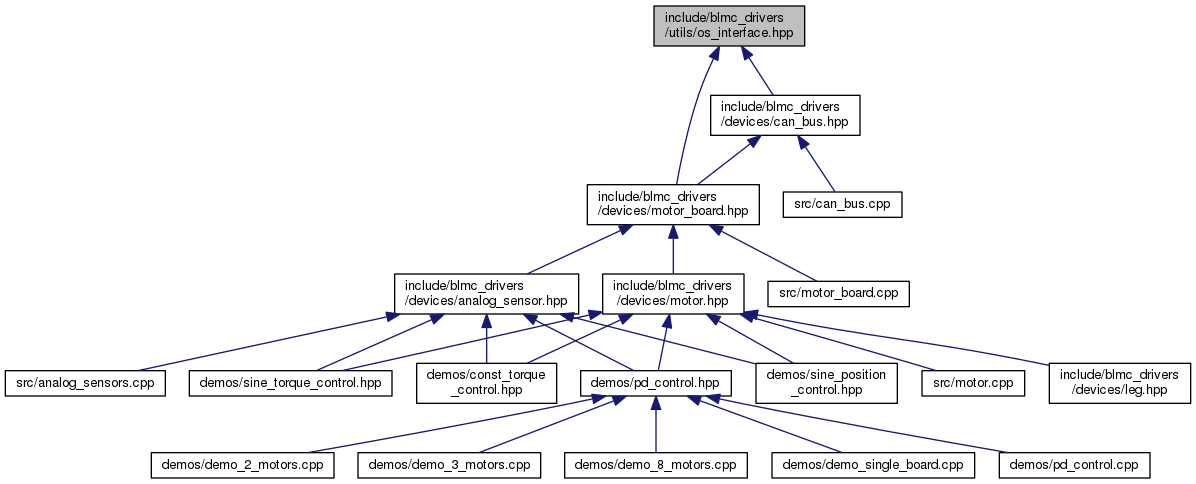 include/blmc_drivers
/utils/os_interface.hpp
include/blmc_drivers
/devices/can_bus.hpp
include/blmc_drivers
/devices/motor_board.hpp
src/can_bus.cpp
include/blmc_drivers
/devices/analog_sensor.hpp
include/blmc_drivers
/devices/motor.hpp
src/motor_board.cpp
src/analog_sensors.cpp
demos/sine_torque_control.hpp
demos/const_torque
_control.hpp
demos/pd_control.hpp
demos/sine_position
_control.hpp
src/motor.cpp
include/blmc_drivers
/devices/leg.hpp
demos/demo_2_motors.cpp
demos/demo_3_motors.cpp
demos/demo_8_motors.cpp
demos/demo_single_board.cpp
demos/pd_control.cpp